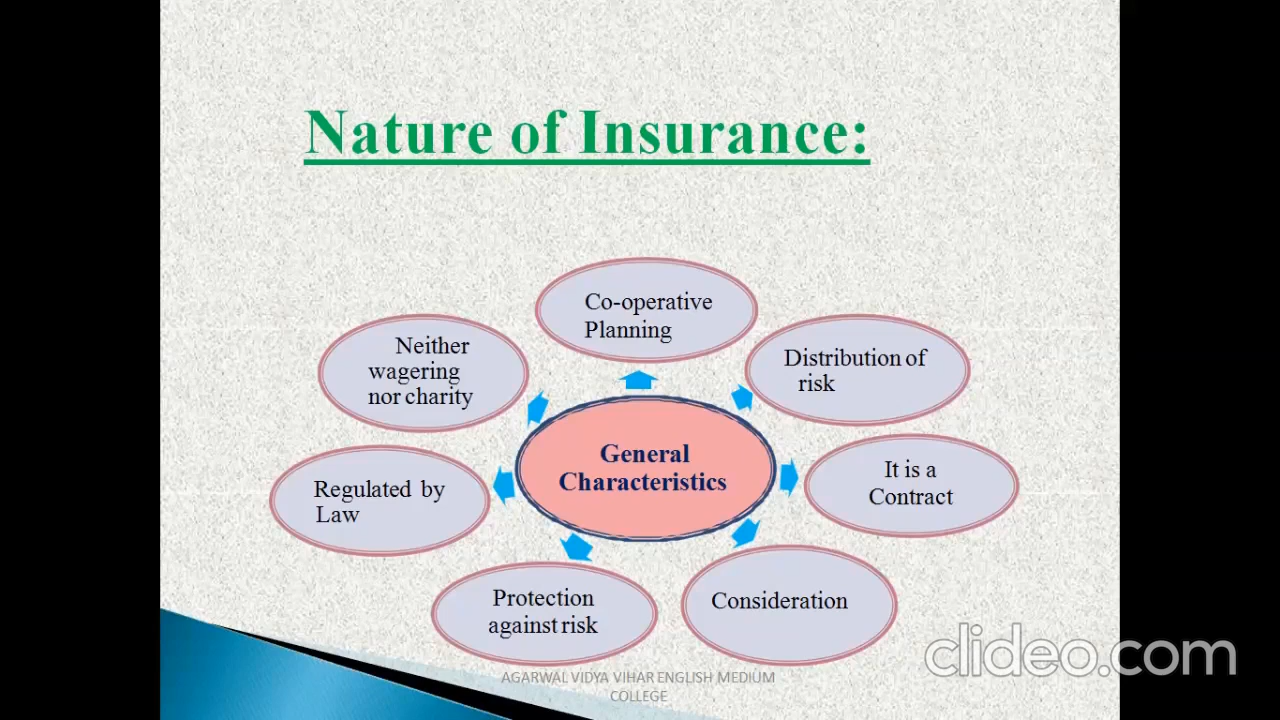 Nature of Insurance:
Co-operative
Planning
Distribution of
risk
It is a
Contract
Consideration
Protection
against risk
Regulated by
Law
Neither
wagering
nor charity
General
Characteristics
AGARWAL VIDYA VIHAR ENGLISH MEDIUM
COLLEGE
clideo.com